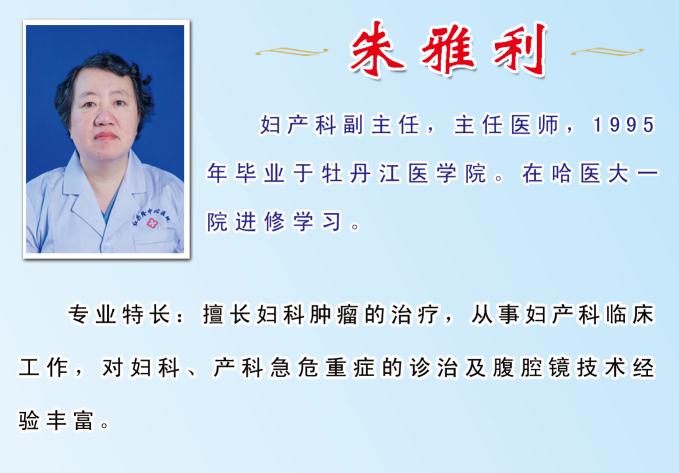 朱雅利
妇产科副主任，主任医师，1995
年毕业于牡丹江医学院。在哈医大一
院进修学习。
专业特长：擅长妇科肿瘤的治疗，从事妇产科临床
工作，对妇科、产科急危重症的诊治及腹腔镜技术经
验丰富。